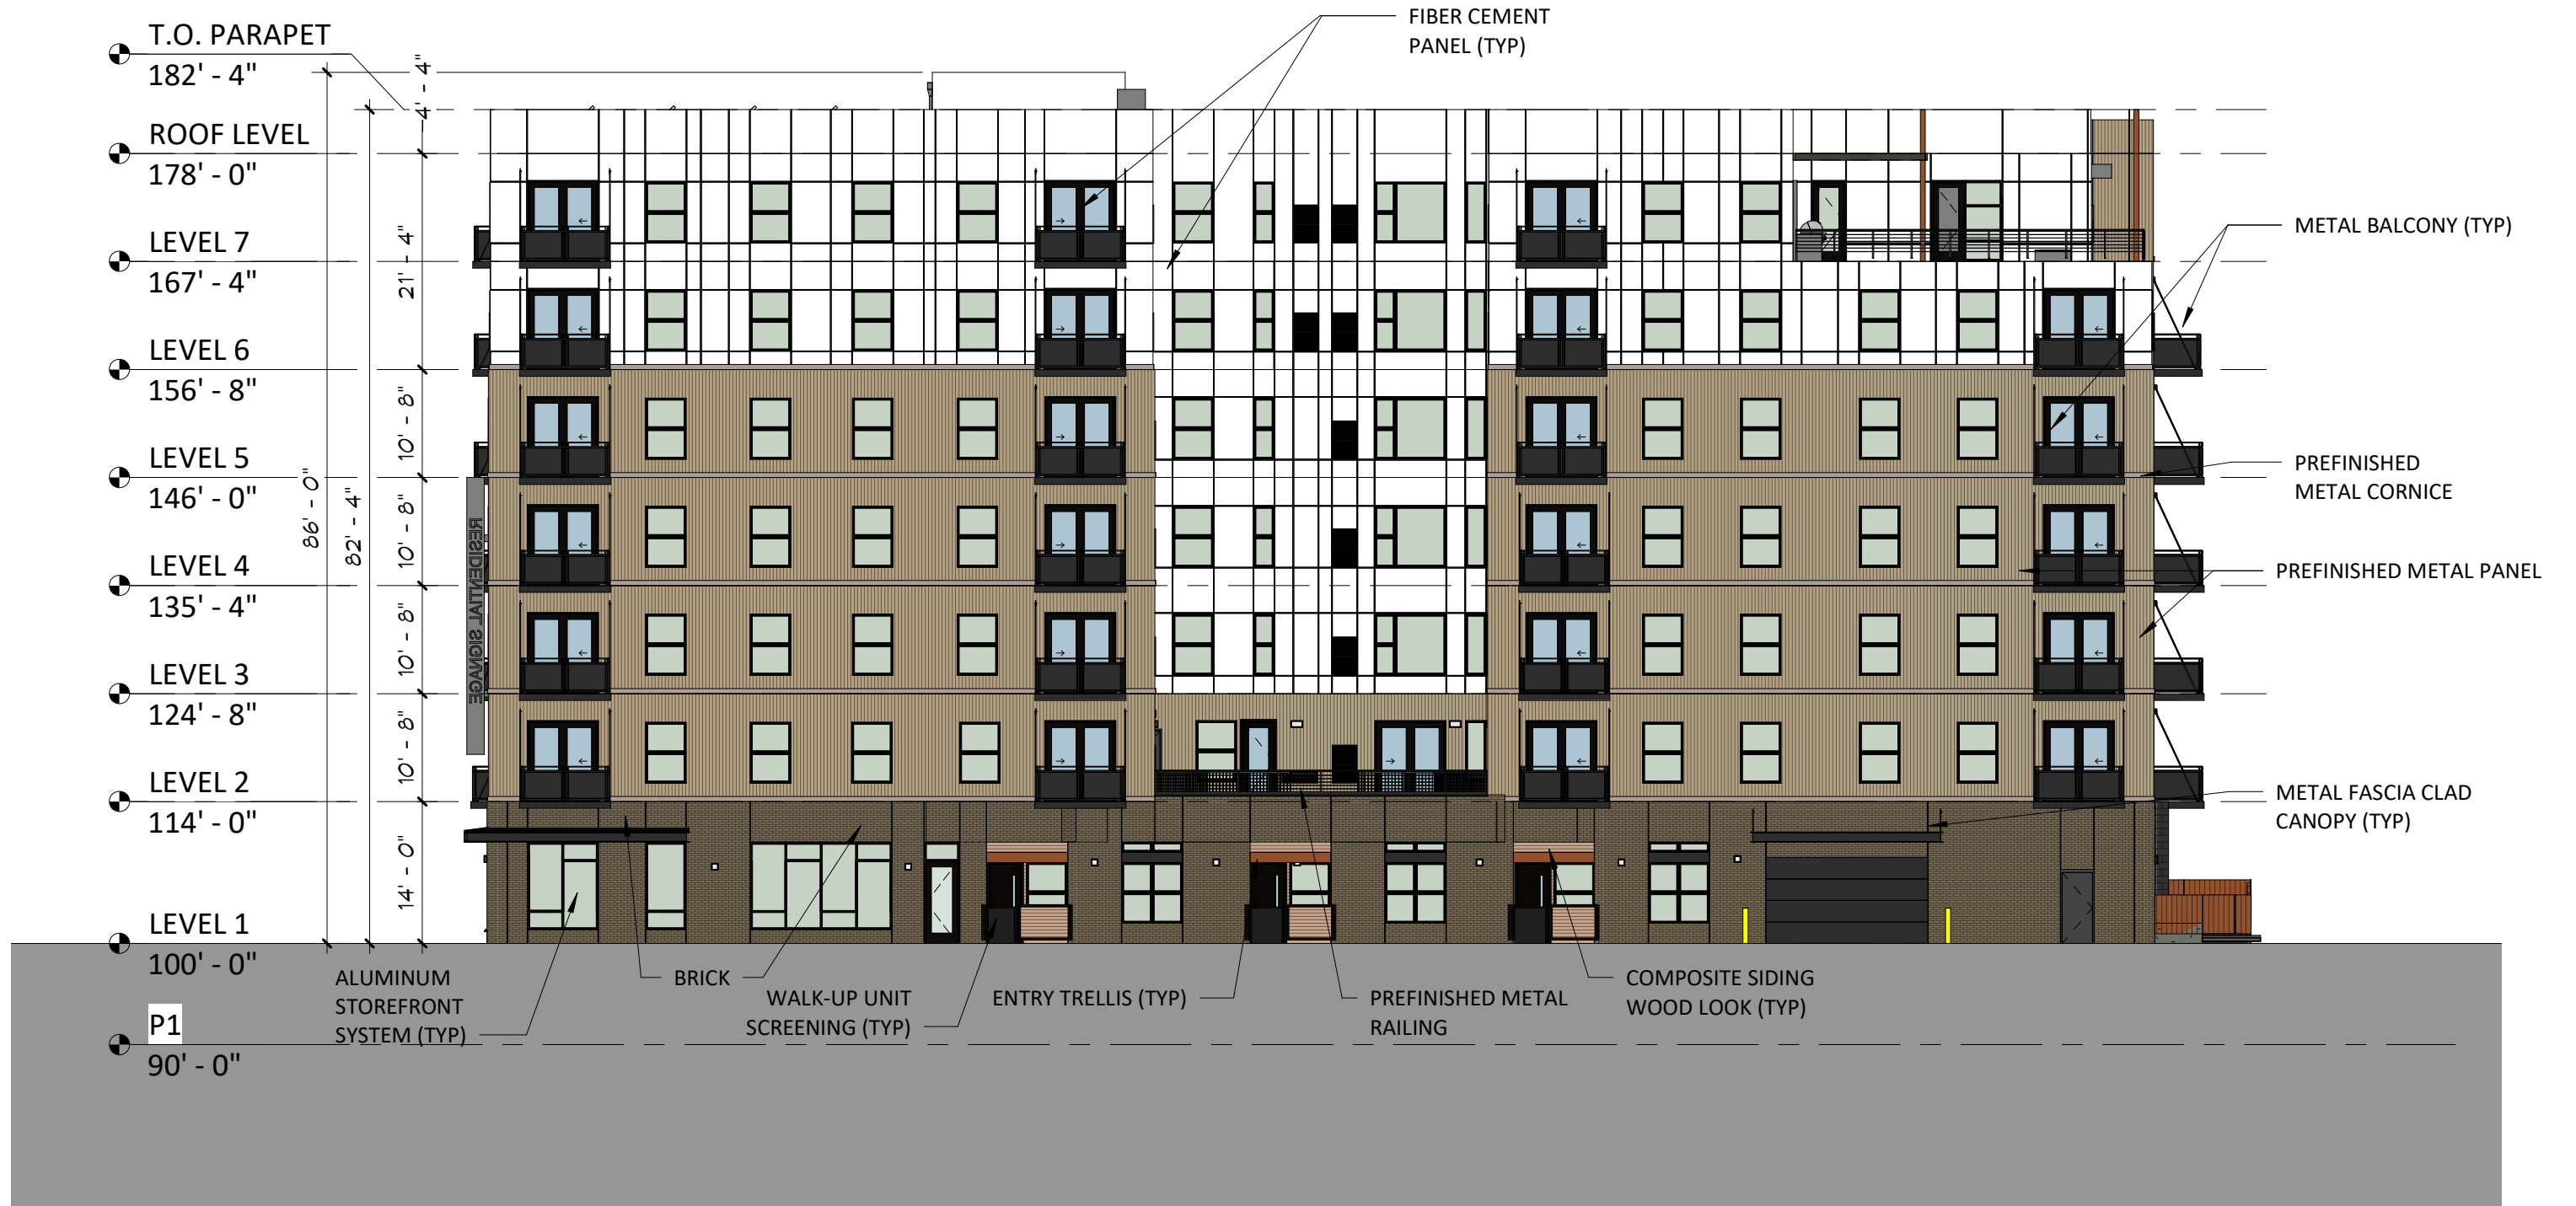 T.O. PARAPET
182' - 4"
ROOF LEVEL
178' - 0"
LEVEL 7
167' - 4"
LEVEL 6
156' - 8"
LEVEL 5
146' - 0"
LEVEL 4
135' - 4"
LEVEL 3
124' - 8"
LEVEL 2
114' - 0"
LEVEL 1
100' - 0"
P1
90' - 0"
86' - 0"
82' - 4"
4' - 4"
21' - 4"
10' - 8"
10' - 8"
10' - 8"
10' - 8"
14' - 0"
RESIDENTIAL SIGNAGE
FIBER CEMENT
PANEL (TYP)
METAL BALCONY (TYP)
PREFINISHED
METAL CORNICE
PREFINISHED METAL PANEL
METAL FASCIA CLAD
CANOPY (TYP)
ALUMINUM
STOREFRONT
SYSTEM (TYP)
BRICK
WALK-UP UNIT
SCREENING (TYP)
ENTRY TRELLIS (TYP)
PREFINISHED METAL
RAILING
COMPOSITE SIDING
WOOD LOOK (TYP)